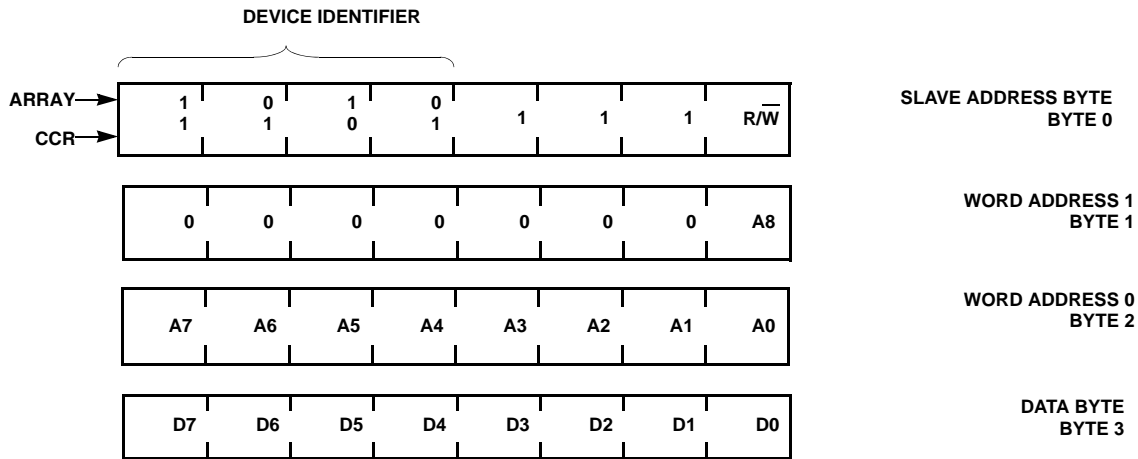 DEVICE IDENTIFIER
ARRAY 1 0 1 0
CCR 1 1 0 1 1 1 1 R/W̅
SLAVE ADDRESS BYTE
BYTE 0
0 0 0 0 0 0 0 A8
WORD ADDRESS 1
BYTE 1
A7 A6 A5 A4 A3 A2 A1 A0
WORD ADDRESS 0
BYTE 2
D7 D6 D5 D4 D3 D2 D1 D0
DATA BYTE
BYTE 3